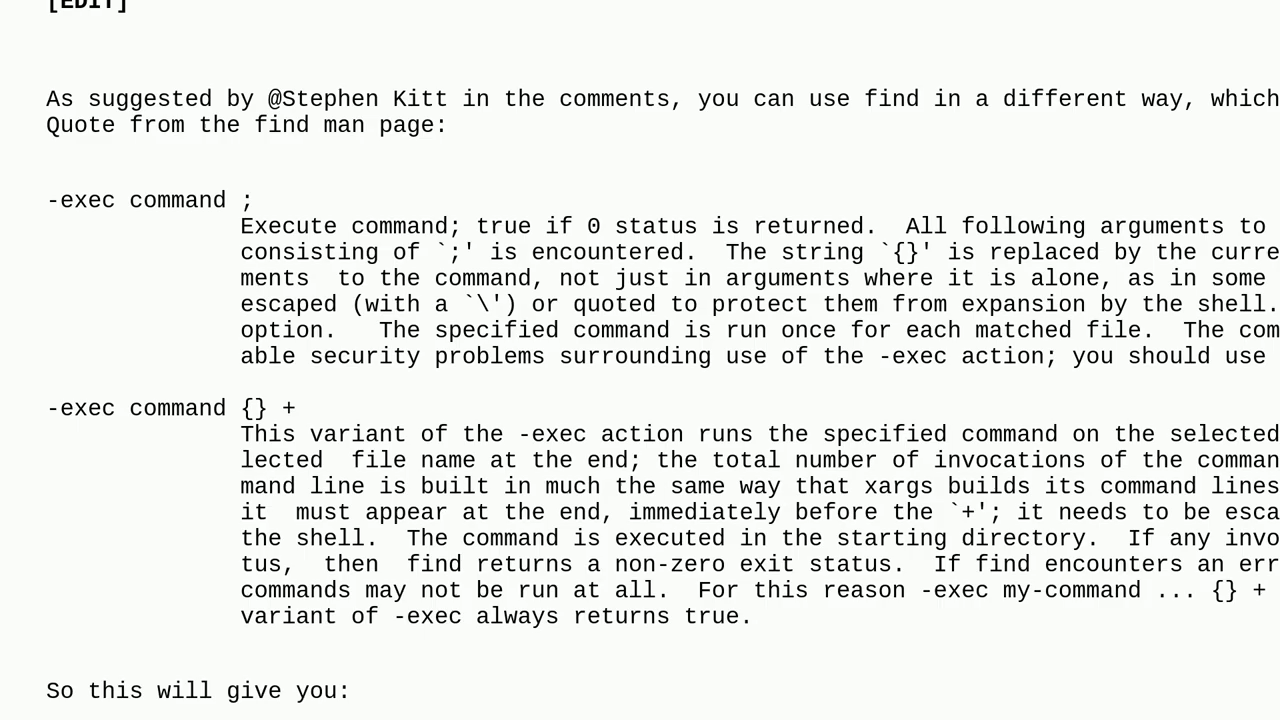 [EDIT]
As suggested by @Stephen Kitt in the comments, you can use find in a different way, which
Quote from the find man page:
-exec command ;
Execute command; true if 0 status is returned.  All following arguments to
consisting of `;' is encountered.  The string `{}' is replaced by the curre
ments  to the command, not just in arguments where it is alone, as in some
escaped (with a `\') or quoted to protect them from expansion by the shell.
option.   The specified command is run once for each matched file.  The com
able security problems surrounding use of the -exec action; you should use
-exec command {} +
This variant of the -exec action runs the specified command on the selected
lected  file name at the end; the total number of invocations of the comman
mand line is built in much the same way that xargs builds its command lines
it  must appear at the end, immediately before the `+'; it needs to be esca
the shell.  The command is executed in the starting directory.  If any invo
tus,  then  find returns a non-zero exit status.  If find encounters an err
commands may not be run at all.  For this reason -exec my-command ... {} +
variant of -exec always returns true.
So this will give you: